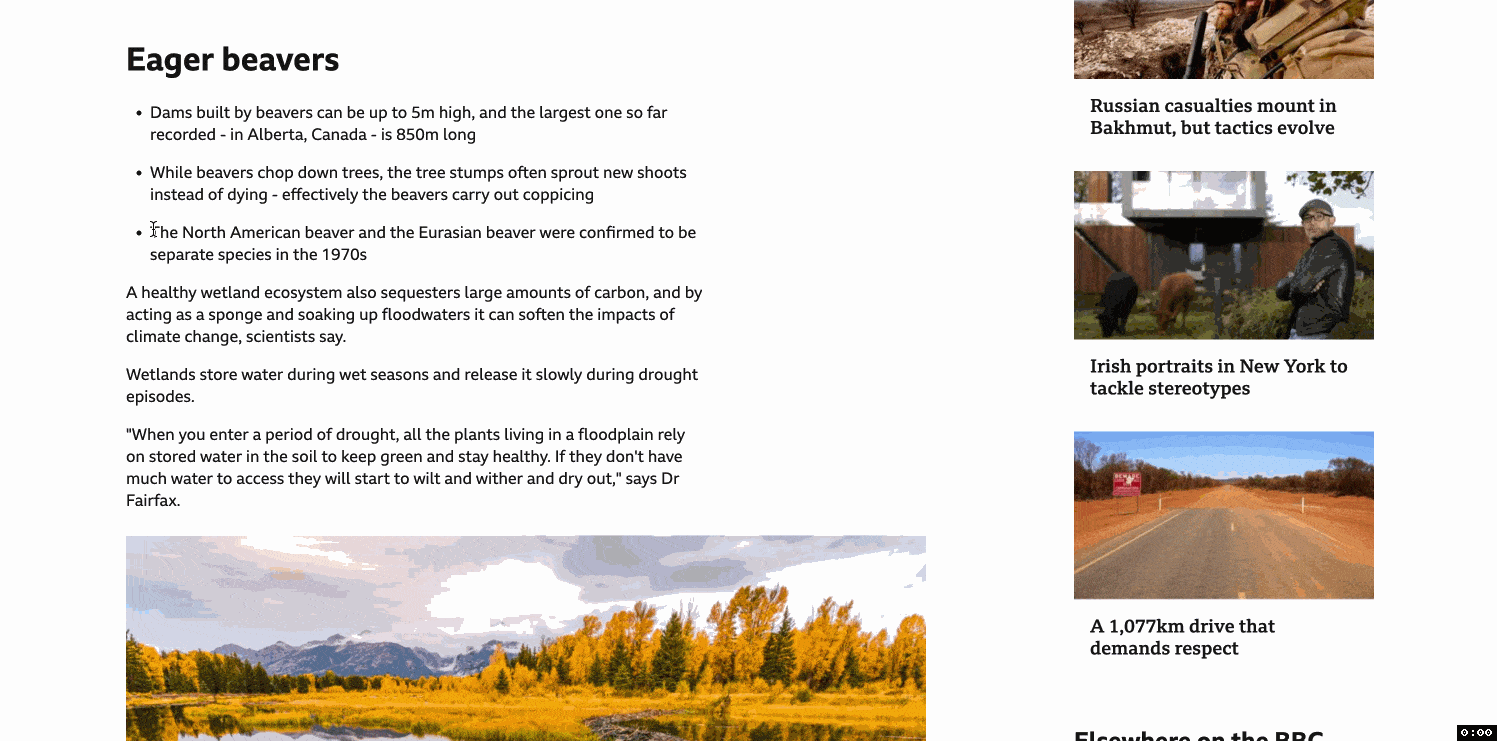 Eager beavers
• Dams built by beavers can be up to 5m high, and the largest one so far
recorded - in Alberta, Canada - is 850m long
• While beavers chop down trees, the tree stumps often sprout new shoots
instead of dying - effectively the beavers carry out coppicing
• The North American beaver and the Eurasian beaver were confirmed to be
separate species in the 1970s
A healthy wetland ecosystem also sequesters large amounts of carbon, and by
acting as a sponge and soaking up floodwaters it can soften the impacts of
climate change, scientists say.
Wetlands store water during wet seasons and release it slowly during drought
episodes.
"When you enter a period of drought, all the plants living in a floodplain rely
on stored water in the soil to keep green and stay healthy. If they don't have
much water to access they will start to wilt and wither and dry out," says Dr
Fairfax.
Russian casualties mount in
Bakhmut, but tactics evolve
Irish portraits in New York to
tackle stereotypes
BEWARE
A 1,077km drive that
demands respect
Elsewhere on the BBC
0:00